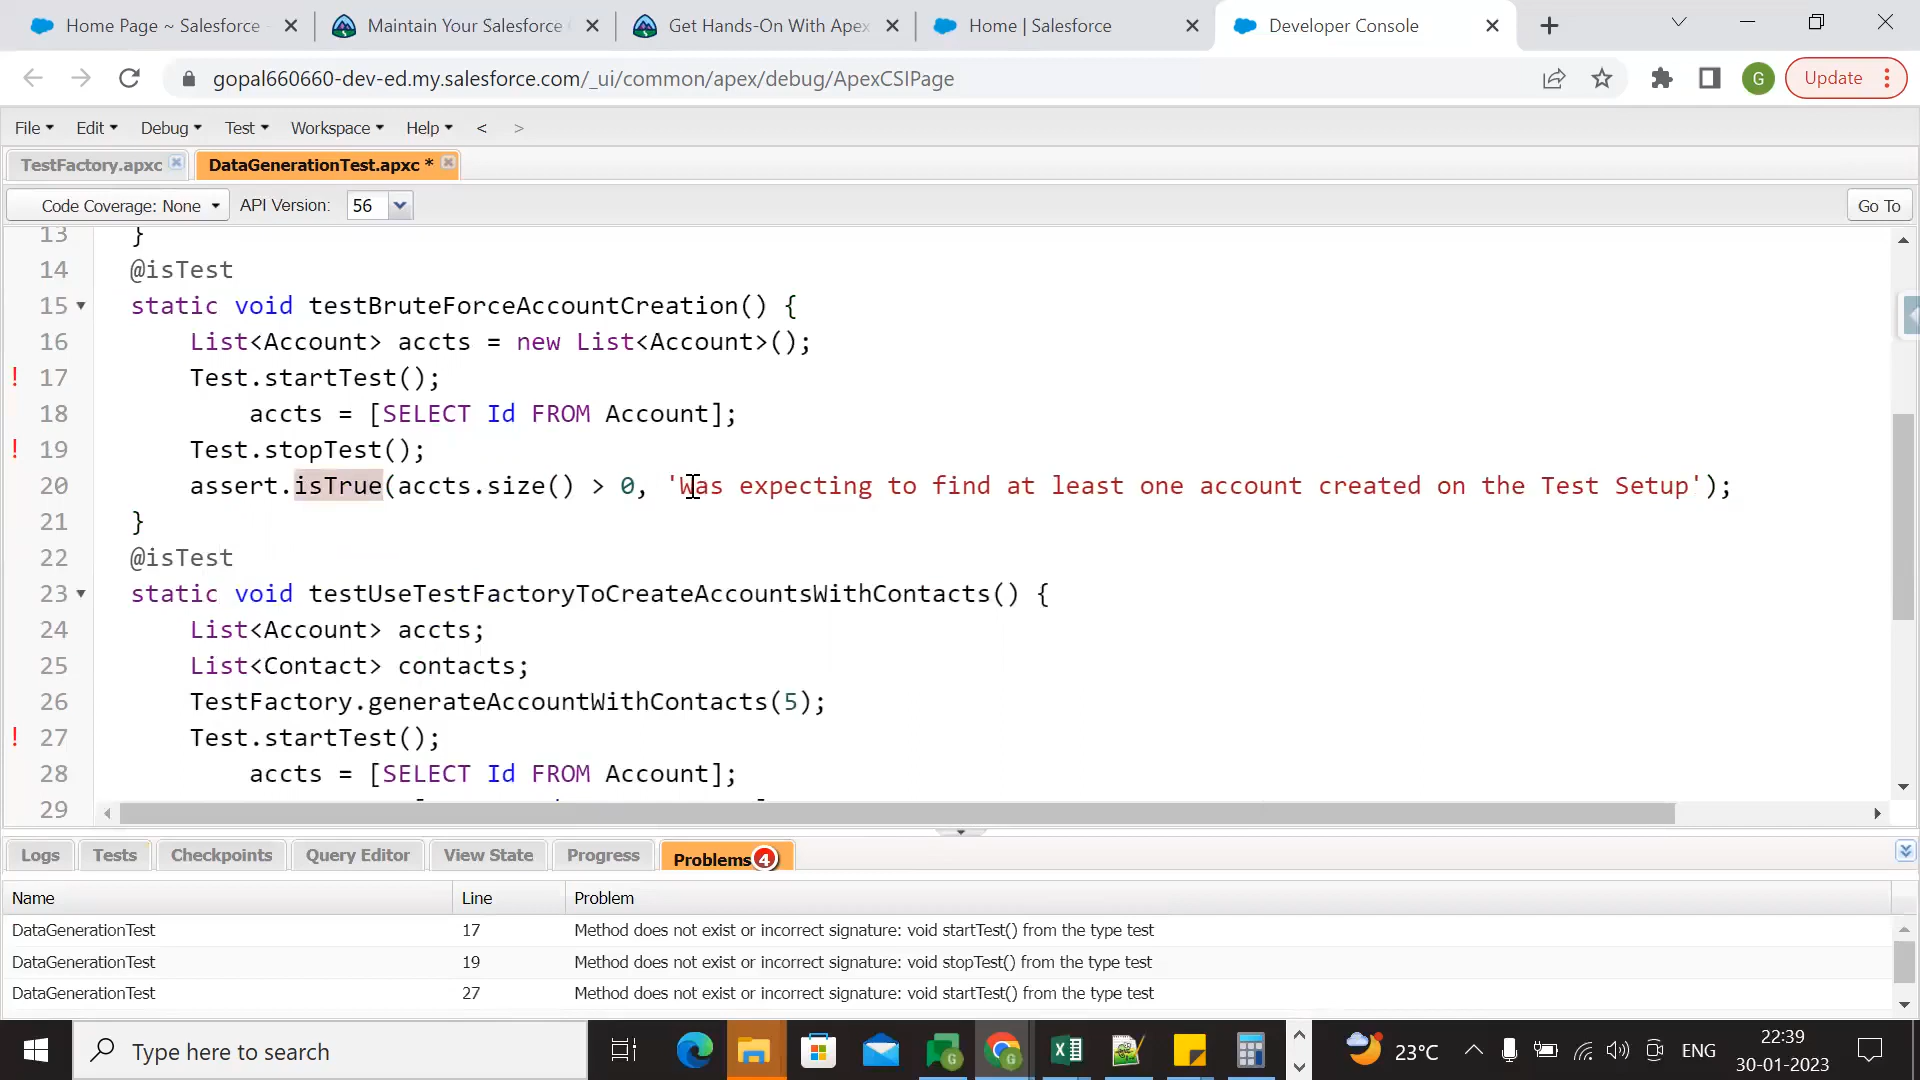 Home Page ~ Salesforce
Maintain Your Salesforce
Get Hands-On With Apex
Home | Salesforce
Developer Console
gopal660660-dev-ed.my.salesforce.com/_ui/common/apex/debug/ApexCSIPage
G
Update
File Edit Debug Test Workspace Help < >
TestFactory.apxc
DataGenerationTest.apxc *
Code Coverage: None
API Version: 56
Go To
13 }
14 @isTest
15 static void testBruteForceAccountCreation() {
16 List<Account> accts = new List<Account>();
! 17 Test.startTest();
18 accts = [SELECT Id FROM Account];
! 19 Test.stopTest();
20 assert.isTrue(accts.size() > 0, 'Was expecting to find at least one account created on the Test Setup');
21 }
22 @isTest
23 static void testUseTestFactoryToCreateAccountsWithContacts() {
24 List<Account> accts;
25 List<Contact> contacts;
26 TestFactory.generateAccountWithContacts(5);
! 27 Test.startTest();
28 accts = [SELECT Id FROM Account];
29
Logs Tests Checkpoints Query Editor View State Progress Problems 4
Name Line Problem
DataGenerationTest 17 Method does not exist or incorrect signature: void startTest() from the type test
DataGenerationTest 19 Method does not exist or incorrect signature: void stopTest() from the type test
DataGenerationTest 27 Method does not exist or incorrect signature: void startTest() from the type test
Type here to search
23°C
ENG
22:39
30-01-2023